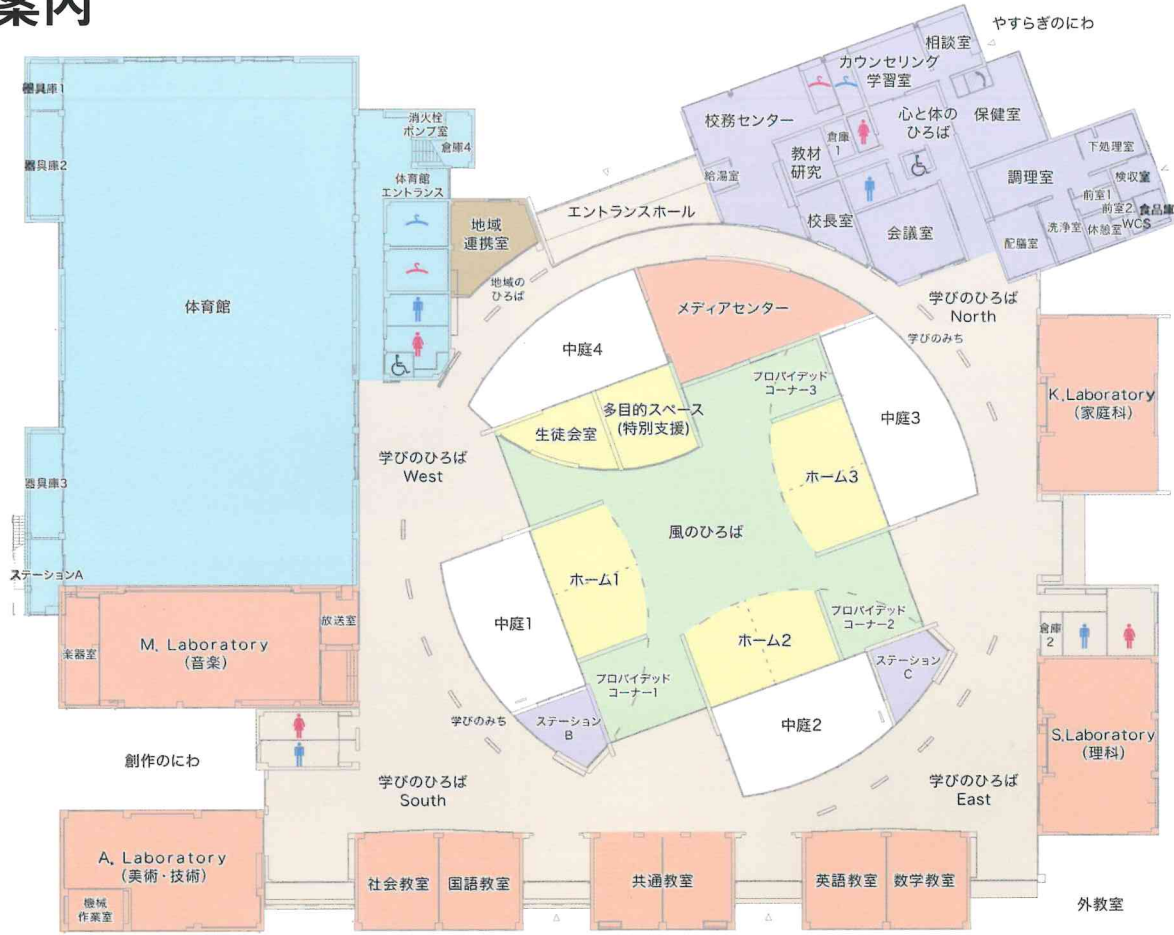 案内
やすらぎのにわ
相談室
カウンセリング
学習室
器具庫1
校務センター
心と体の
ひろば
保健室
消火栓
ポンプ室
倉庫4
倉庫
1
教材
研究
下処理室
器具庫2
体育館
エントランス
給湯室
調理室
検収室
前室1
前室2
食品庫
WCS
休憩室
洗浄室
配膳室
校長室
会議室
エントランスホール
地域
連携室
地域の
ひろば
体育館
メディアセンター
学びのひろば
North
学びのみち
中庭4
プロバイデッド
コーナー3
K.Laboratory
(家庭科)
多目的スペース
(特別支援)
生徒会室
中庭3
学びのひろば
West
ホーム3
器具庫3
風のひろば
ステーションA
ホーム1
中庭1
プロバイデッド
コーナー2
放送室
楽器室
M. Laboratory
(音楽)
ホーム2
倉庫
2
ステーション
C
プロバイデッド
コーナー1
学びのみち
ステーション
B
中庭2
S.Laboratory
(理科)
創作のにわ
学びのひろば
South
学びのひろば
East
A. Laboratory
(美術・技術)
機械
作業室
社会教室
国語教室
共通教室
英語教室
数学教室
外教室